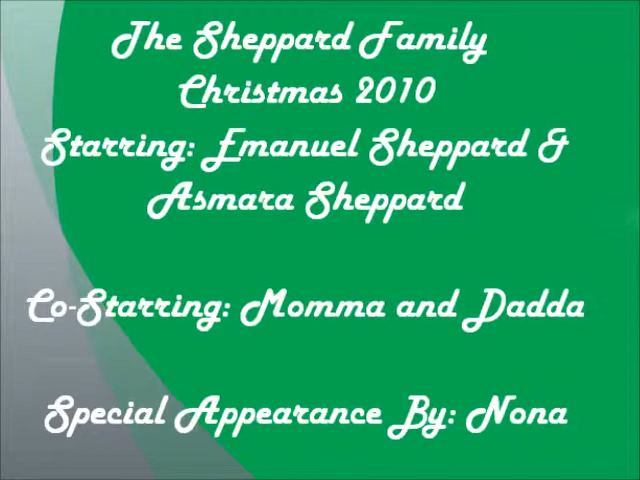 The Sheppard Family
Christmas 2010
Starring: Emanuel Sheppard &
Asmara Sheppard
Co-Starring: Momma and Dadda
Special Appearance By: Nona